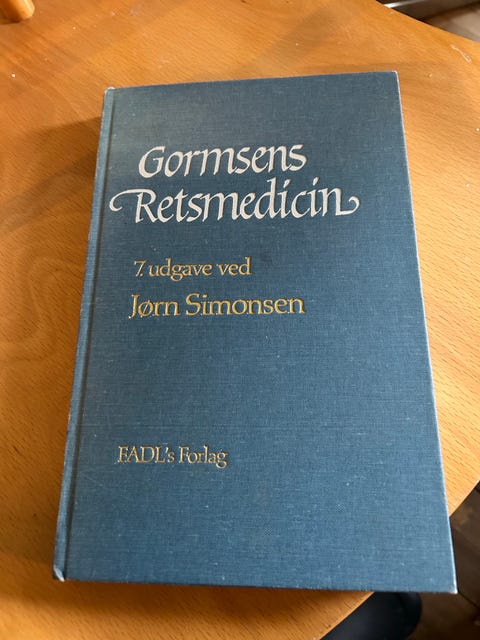 Gormsens
Retsmedicin
7. udgave ved
Jørn Simonsen
FADL's Forlag